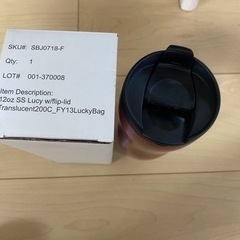 SKU#: SBJ0718-F
Qty: 1
LOT# 001-370008
Item Description:
12oz SS Lucy w/flip-lid
Translucent200C_FY13LuckyBag